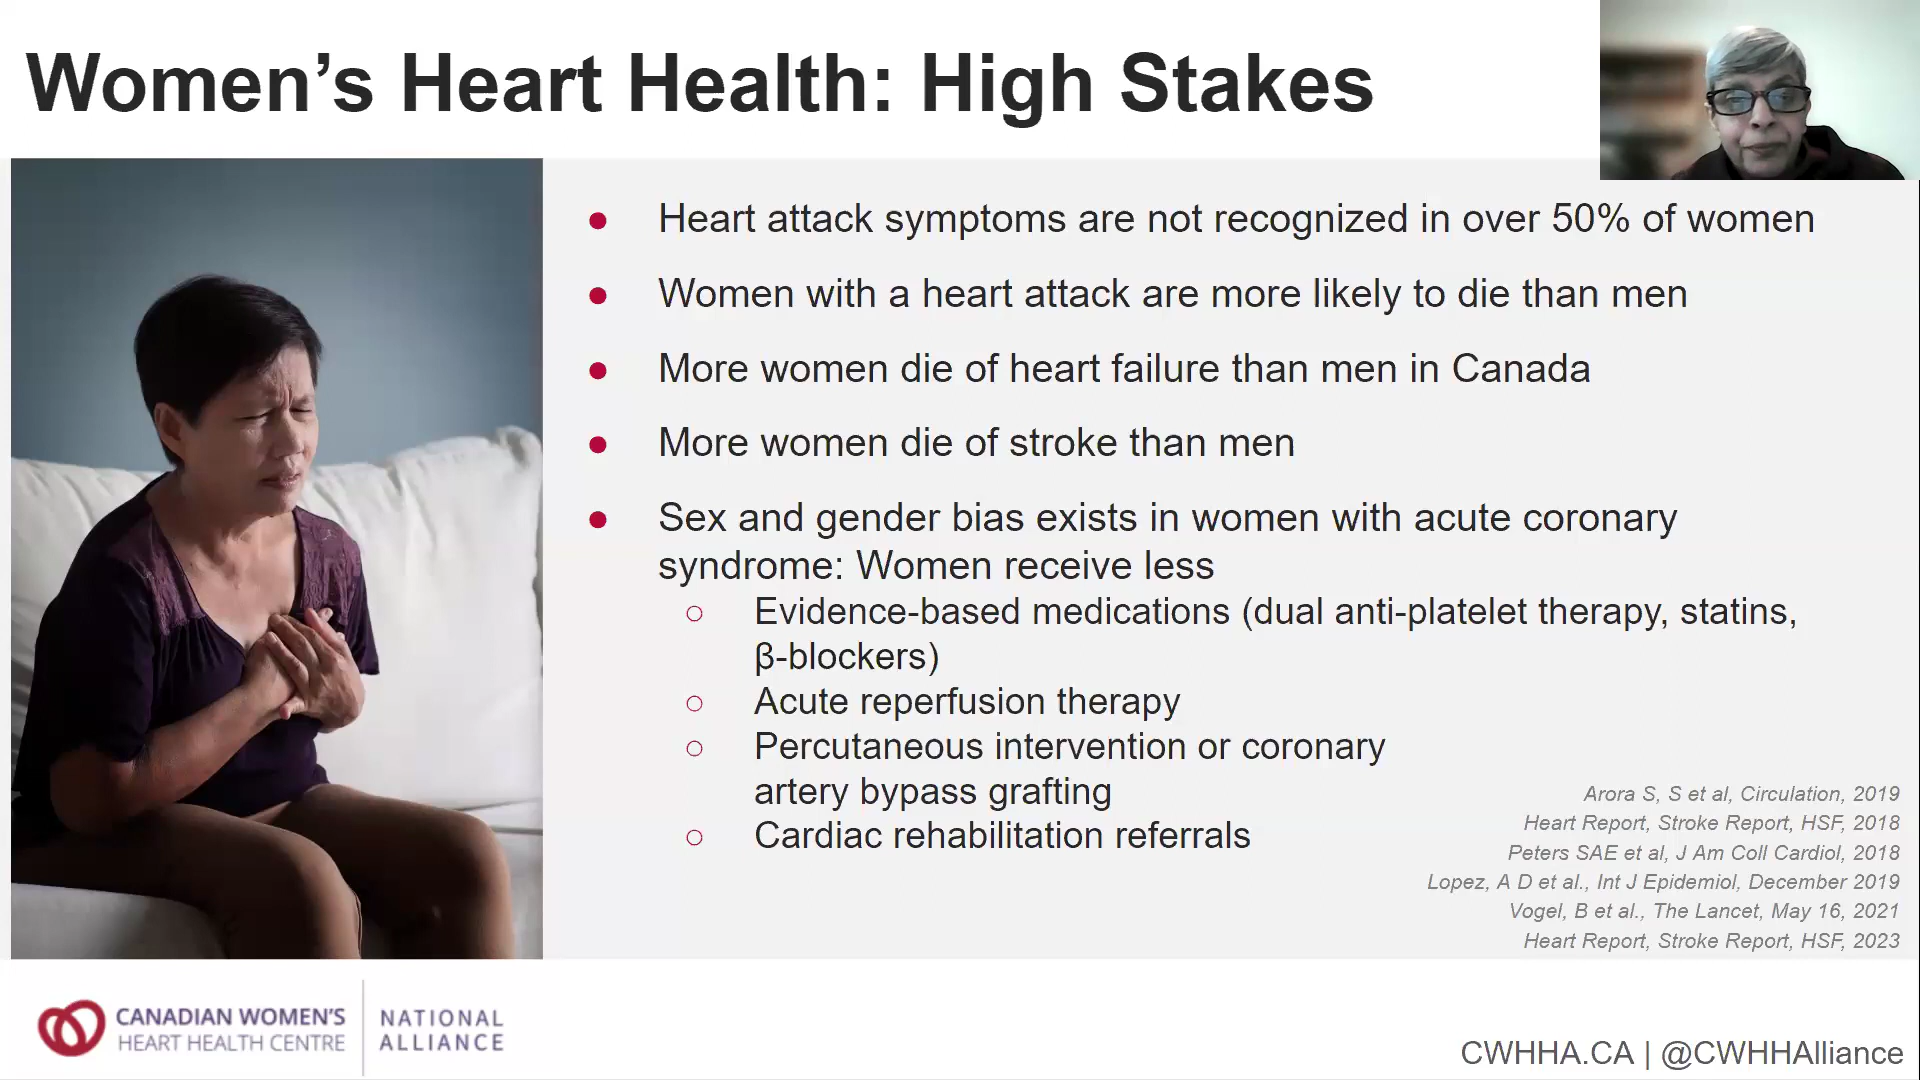 Women’s Heart Health: High Stakes
● Heart attack symptoms are not recognized in over 50% of women
● Women with a heart attack are more likely to die than men
● More women die of heart failure than men in Canada
● More women die of stroke than men
● Sex and gender bias exists in women with acute coronary
syndrome: Women receive less
○ Evidence-based medications (dual anti-platelet therapy, statins,
β-blockers)
○ Acute reperfusion therapy
○ Percutaneous intervention or coronary
artery bypass grafting
○ Cardiac rehabilitation referrals
Arora S, S et al, Circulation, 2019
Heart Report, Stroke Report, HSF, 2018
Peters SAE et al, J Am Coll Cardiol, 2018
Lopez, A D et al., Int J Epidemiol, December 2019
Vogel, B et al., The Lancet, May 16, 2021
Heart Report, Stroke Report, HSF, 2023
CANADIAN WOMEN’S
HEART HEALTH CENTRE
NATIONAL
ALLIANCE
CWHHA.CA | @CWHHAlliance